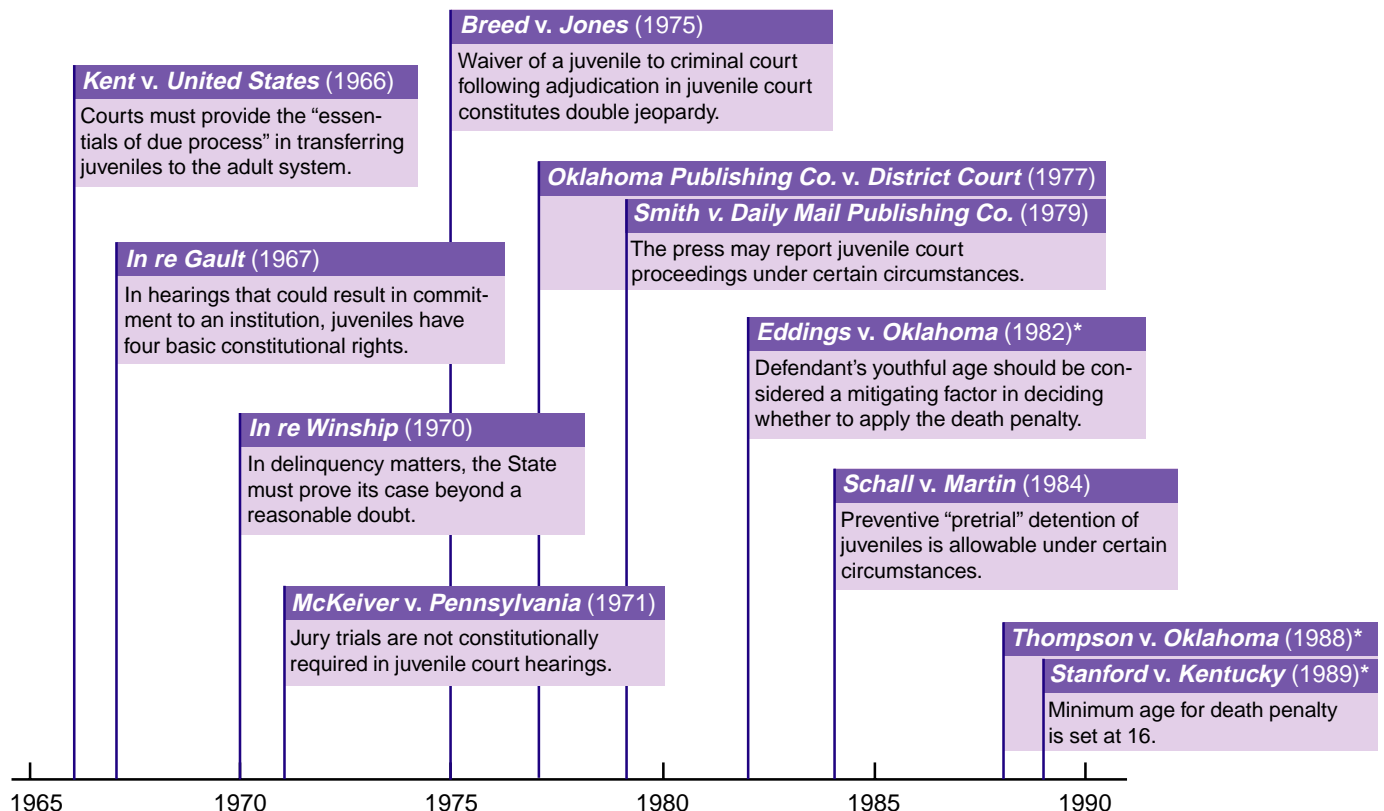 Breed v. Jones (1975)
Waiver of a juvenile to criminal court
following adjudication in juvenile court
constitutes double jeopardy.
Kent v. United States (1966)
Courts must provide the “essen-
tials of due process” in transferring
juveniles to the adult system.
Oklahoma Publishing Co. v. District Court (1977)
Smith v. Daily Mail Publishing Co. (1979)
The press may report juvenile court
proceedings under certain circumstances.
In re Gault (1967)
In hearings that could result in commit-
ment to an institution, juveniles have
four basic constitutional rights.
Eddings v. Oklahoma (1982)*
Defendant’s youthful age should be con-
sidered a mitigating factor in deciding
whether to apply the death penalty.
In re Winship (1970)
In delinquency matters, the State
must prove its case beyond a
reasonable doubt.
Schall v. Martin (1984)
Preventive “pretrial” detention of
juveniles is allowable under certain
circumstances.
McKeiver v. Pennsylvania (1971)
Jury trials are not constitutionally
required in juvenile court hearings.
Thompson v. Oklahoma (1988)*
Stanford v. Kentucky (1989)*
Minimum age for death penalty
is set at 16.
1965 1970 1975 1980 1985 1990